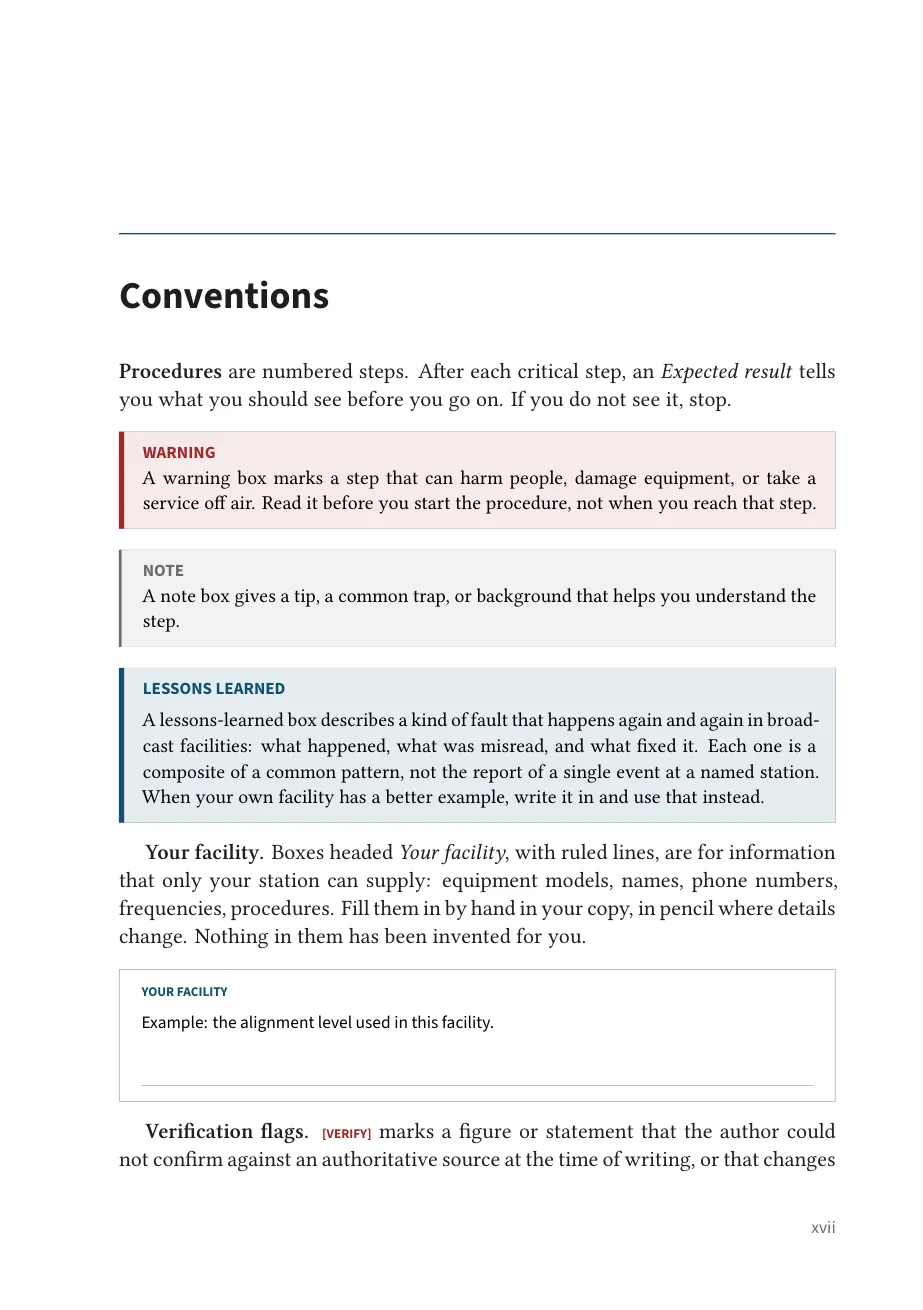 Conventions
Procedures are numbered steps. After each critical step, an Expected result tells
you what you should see before you go on. If you do not see it, stop.
WARNING
A warning box marks a step that can harm people, damage equipment, or take a
service off air. Read it before you start the procedure, not when you reach that step.
NOTE
A note box gives a tip, a common trap, or background that helps you understand the
step.
LESSONS LEARNED
A lessons-learned box describes a kind of fault that happens again and again in broad-
cast facilities: what happened, what was misread, and what fixed it. Each one is a
composite of a common pattern, not the report of a single event at a named station.
When your own facility has a better example, write it in and use that instead.
Your facility. Boxes headed Your facility, with ruled lines, are for information
that only your station can supply: equipment models, names, phone numbers,
frequencies, procedures. Fill them in by hand in your copy, in pencil where details
change. Nothing in them has been invented for you.
YOUR FACILITY
Example: the alignment level used in this facility.
Verification flags. [VERIFY] marks a figure or statement that the author could
not confirm against an authoritative source at the time of writing, or that changes
xvii